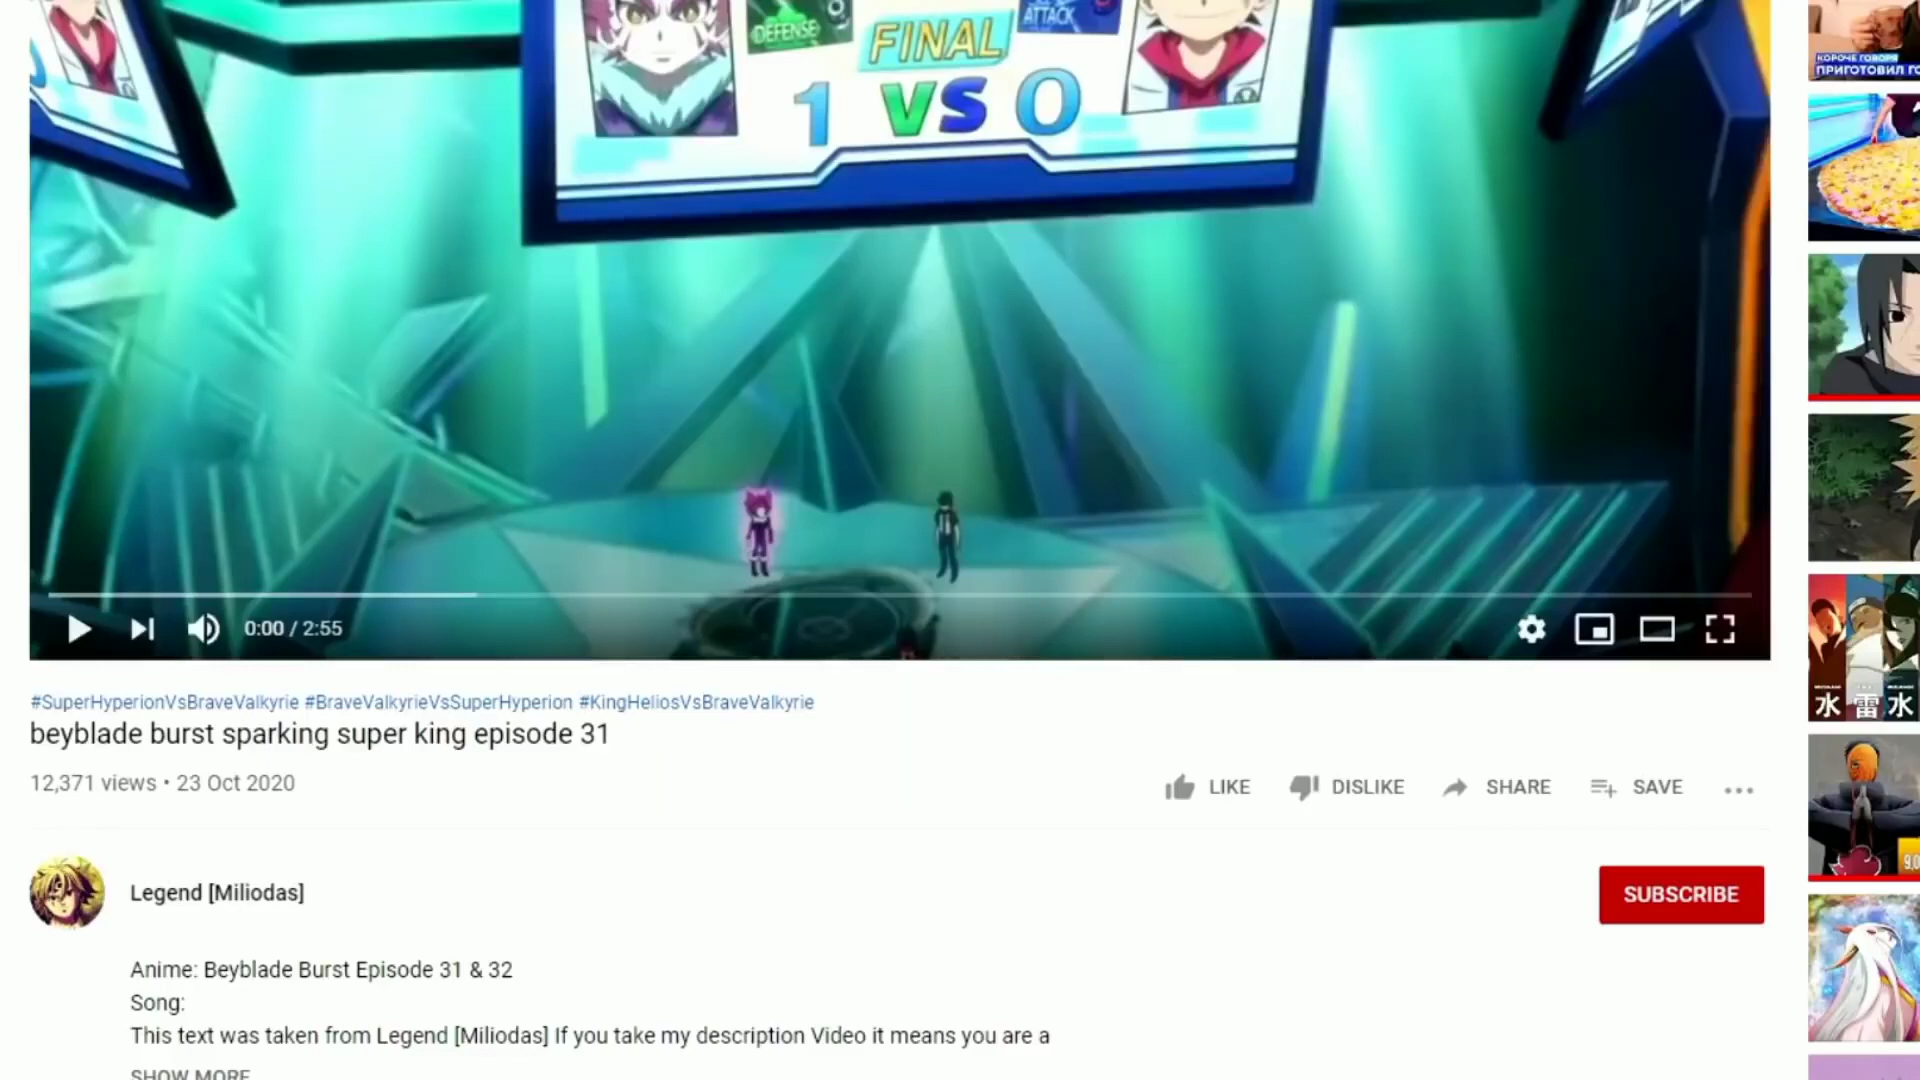 DEFENSE
ATTACK
FINAL
1 VS 0
КОРОЧЕ ГОВОРЯ
ПРИГОТОВИЛ
0:00 / 2:55
#SuperHyperionVsBraveValkyrie #BraveValkyrieVsSuperHyperion #KingHeliosVsBraveValkyrie
beyblade burst sparking super king episode 31
12,371 views • 23 Oct 2020
LIKE
DISLIKE
SHARE
SAVE
水 雷 水
Legend [Miliodas]
SUBSCRIBE
9.0
Anime: Beyblade Burst Episode 31 & 32
Song:
This text was taken from Legend [Miliodas] If you take my description Video it means you are a
SHOW MORE